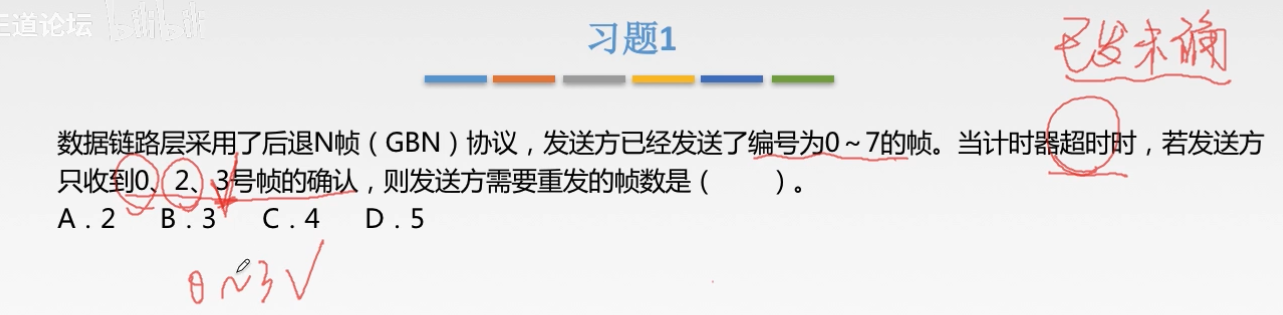 王道论坛 bilibili
习题1
已发未确
数据链路层采用了后退N帧（GBN）协议，发送方已经发送了编号为0～7的帧。当计时器超时时，若发送方
只收到0、2、3号帧的确认，则发送方需要重发的帧数是（ ）。
A．2 B．3 C．4 D．5
0～3√